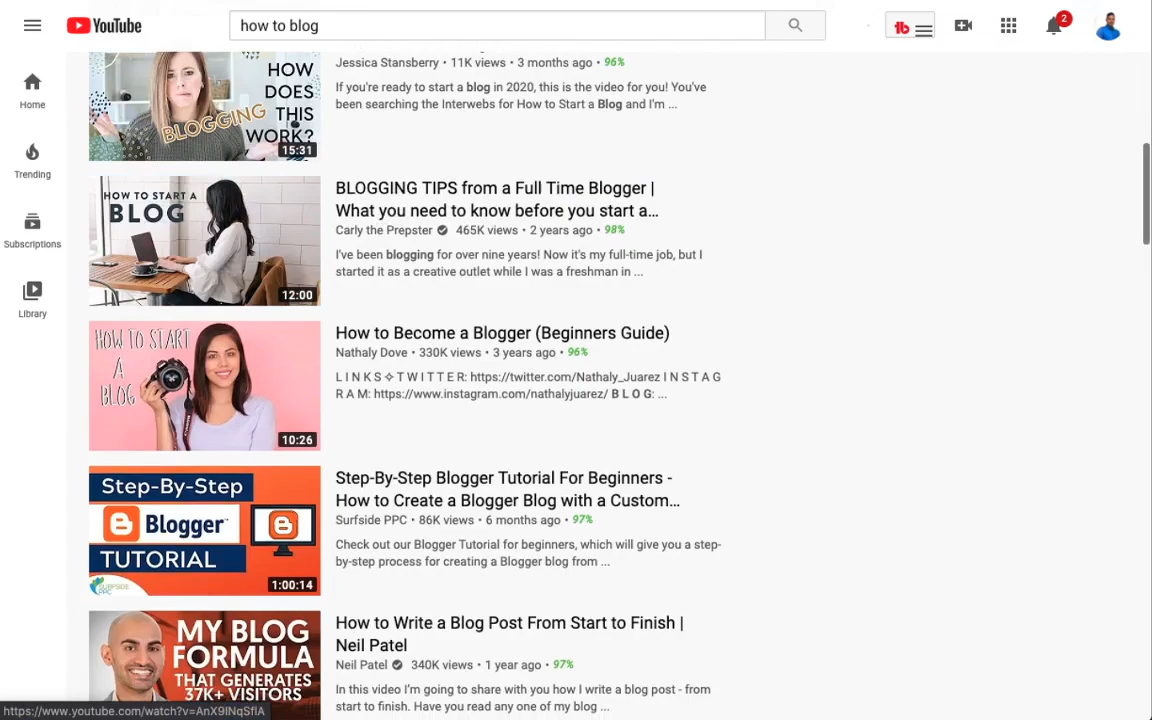 YouTube
how to blog
2
Home
Trending
Subscriptions
Library
HOW
DOES
THIS
WORK?
BLOGGING
15:31
Jessica Stansberry • 11K views • 3 months ago • 96%
If you're ready to start a blog in 2020, this is the video for you! You've
been searching the Interwebs for How to Start a Blog and I'm ...
HOW TO START A
BLOG
12:00
BLOGGING TIPS from a Full Time Blogger |
What you need to know before you start a...
Carly the Prepster 465K views • 2 years ago • 98%
I've been blogging for over nine years! Now it's my full-time job, but I
started it as a creative outlet while I was a freshman in ...
HOW TO START
A
BLOG
10:26
How to Become a Blogger (Beginners Guide)
Nathaly Dove • 330K views • 3 years ago • 96%
L I N K S ✧ T W I T T E R: https://twitter.com/Nathaly_Juarez I N S T A G
R A M: https://www.instagram.com/nathalyjuarez/ B L O G: ...
Step-By-Step
Blogger™
TUTORIAL
SURFSIDE
PPC
1:00:14
Step-By-Step Blogger Tutorial For Beginners -
How to Create a Blogger Blog with a Custom...
Surfside PPC • 86K views • 6 months ago • 97%
Check out our Blogger Tutorial for beginners, which will give you a step-
by-step process for creating a Blogger blog from ...
MY BLOG
FORMULA
THAT GENERATES
37K+ VISITORS
How to Write a Blog Post From Start to Finish |
Neil Patel
Neil Patel 340K views • 1 year ago • 97%
In this video I'm going to share with you how I write a blog post - from
start to finish. Have you read any one of my blog ...